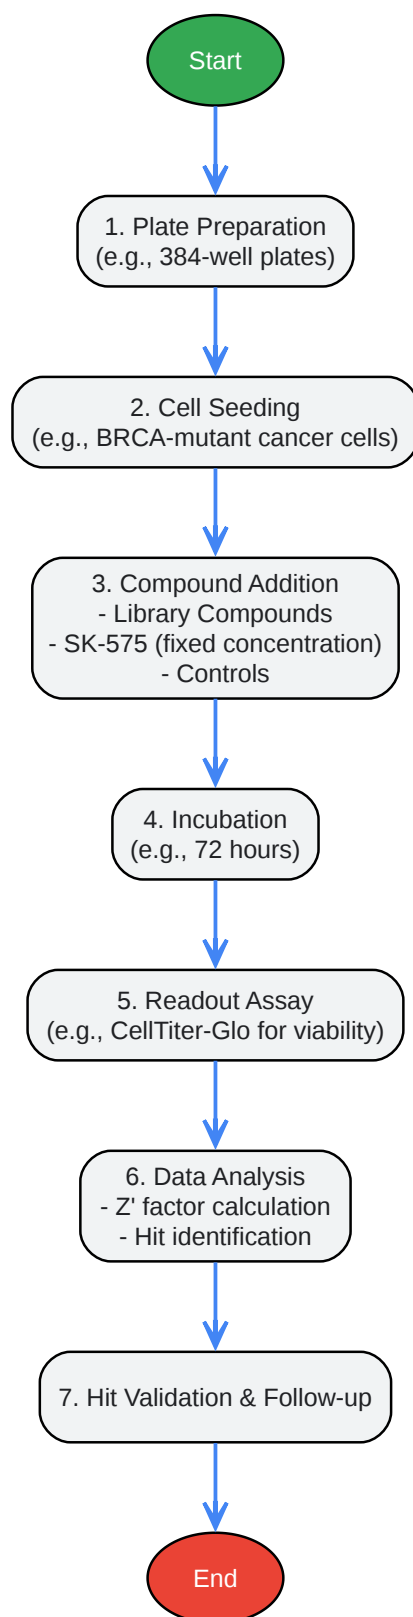 Start
1. Plate Preparation
(e.g., 384-well plates)
2. Cell Seeding
(e.g., BRCA-mutant cancer cells)
3. Compound Addition
- Library Compounds
- SK-575 (fixed concentration)
- Controls
4. Incubation
(e.g., 72 hours)
5. Readout Assay
(e.g., CellTiter-Glo for viability)
6. Data Analysis
- Z' factor calculation
- Hit identification
7. Hit Validation & Follow-up
End